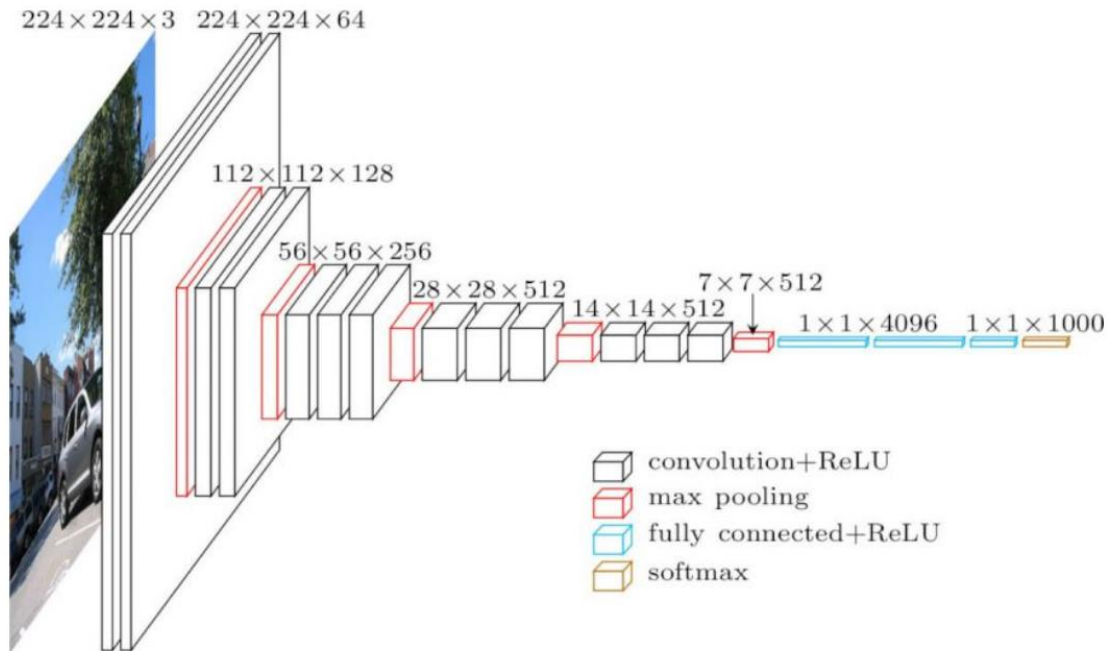 224×224×3
224×224×64
112×112×128
56×56×256
28×28×512
14×14×512
7×7×512
1×1×4096
1×1×1000
convolution+ReLU
max pooling
fully connected+ReLU
softmax